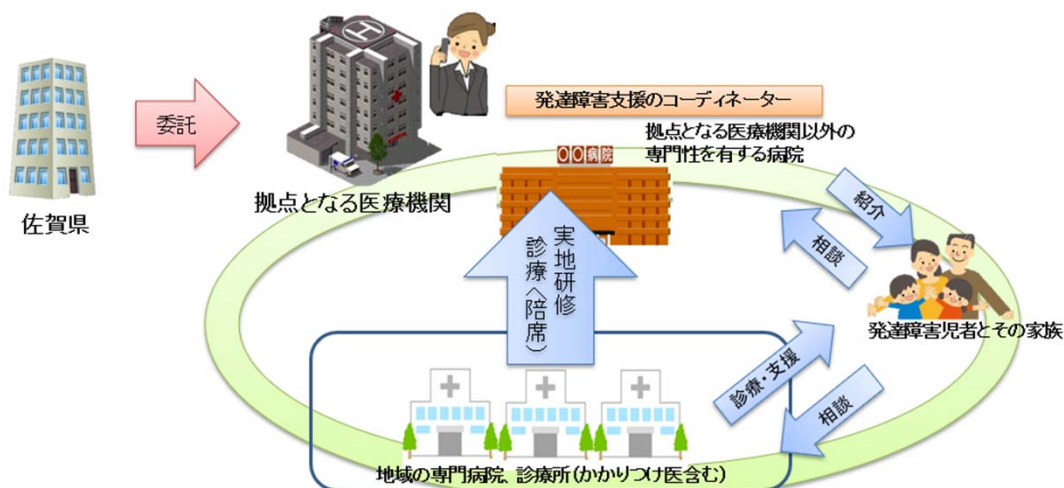 委託
佐賀県
拠点となる医療機関
発達障害支援のコーディネーター
拠点となる医療機関以外の
専門性を有する病院
〇〇病院
実地研修
診療へ陪席)
紹介
相談
発達障害児者とその家族
診療・支援
相談
地域の専門病院、診療所(かかりつけ医含む)